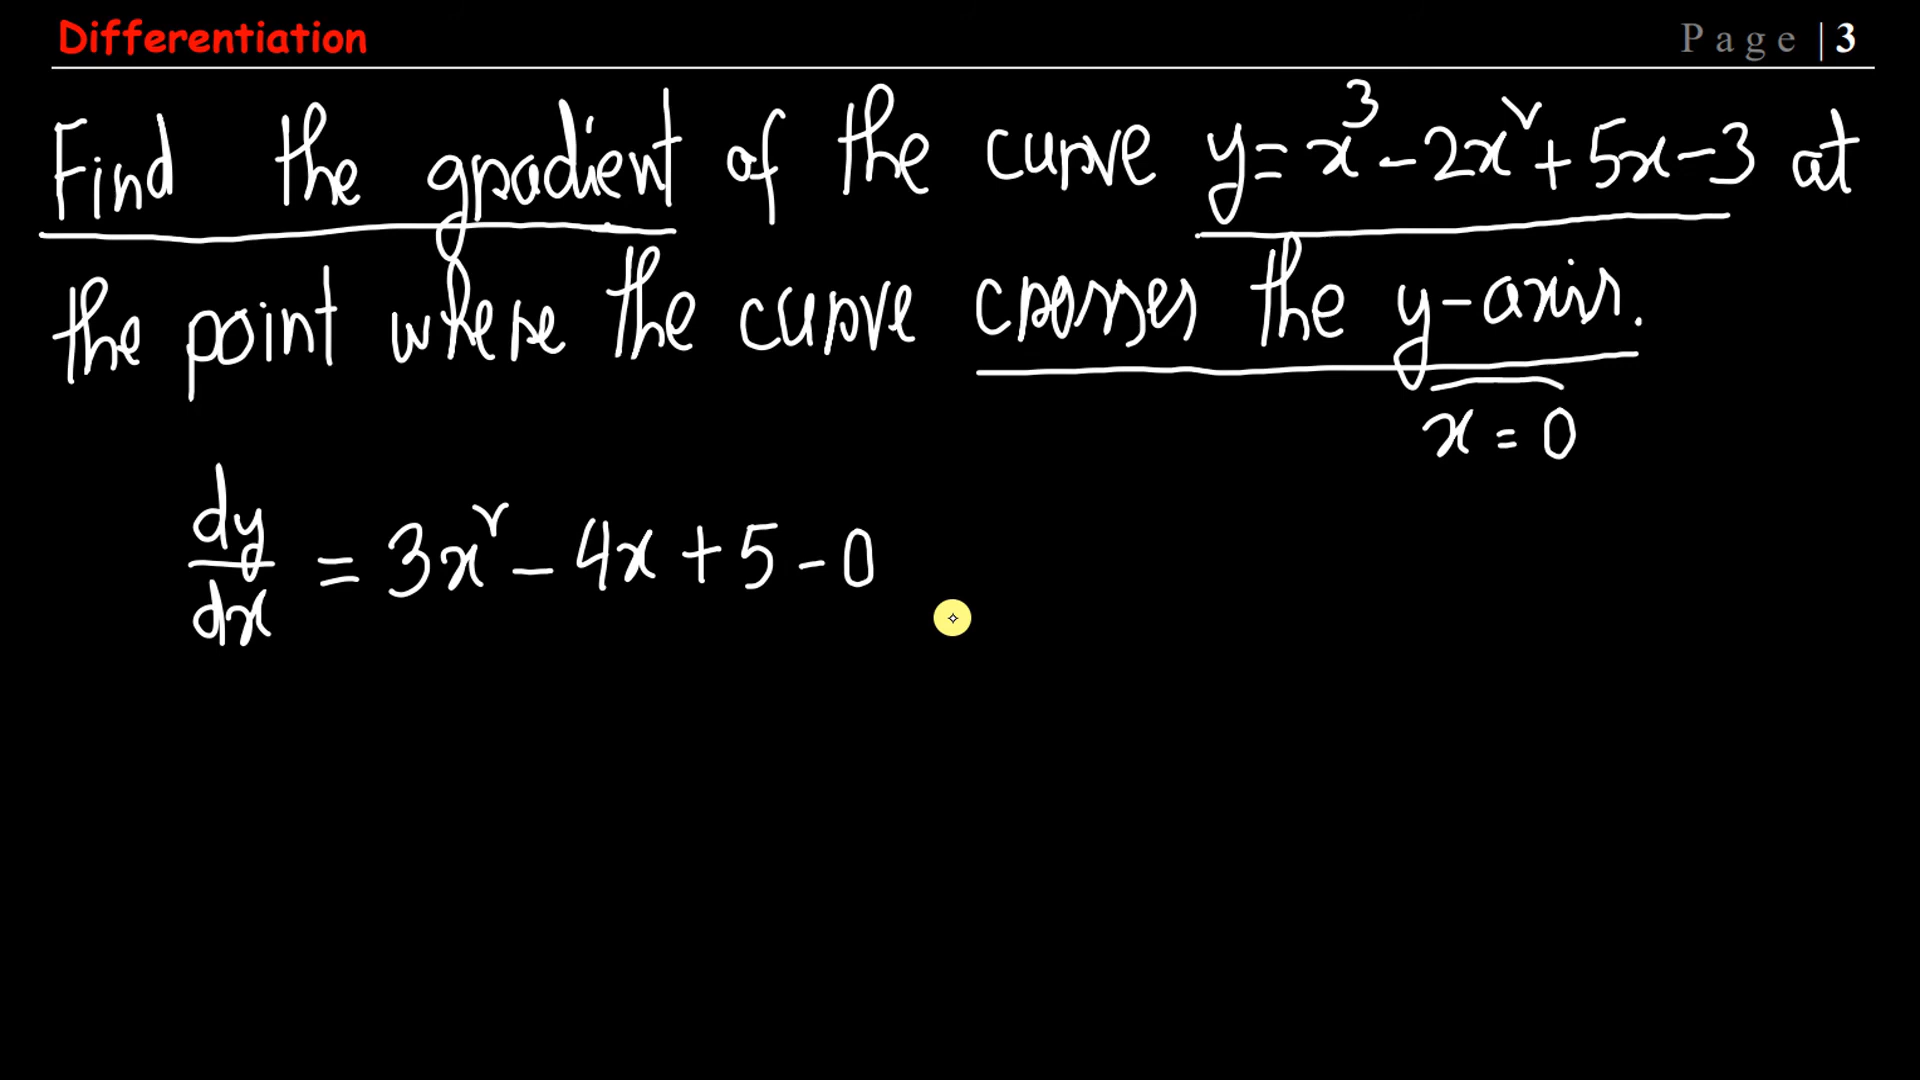 Differentiation
Page | 3
Find the gradient of the curve y = x³ - 2x² + 5x - 3 at
the point where the curve crosses the y-axis.
x = 0
dy/dx = 3x² - 4x + 5 - 0